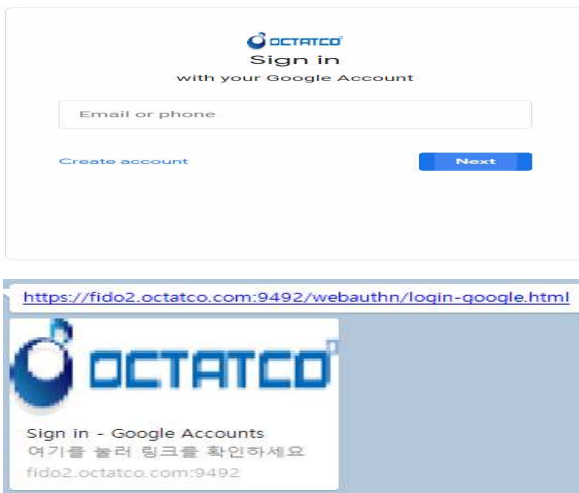 OCTATCO
Sign in
with your Google Account
Email or phone
Create account
Next
https://fido2.octatco.com:9492/webauthn/login-google.html
OCTATCO
Sign in - Google Accounts
여기를 눌러 링크를 확인하세요
fido2.octatco.com:9492